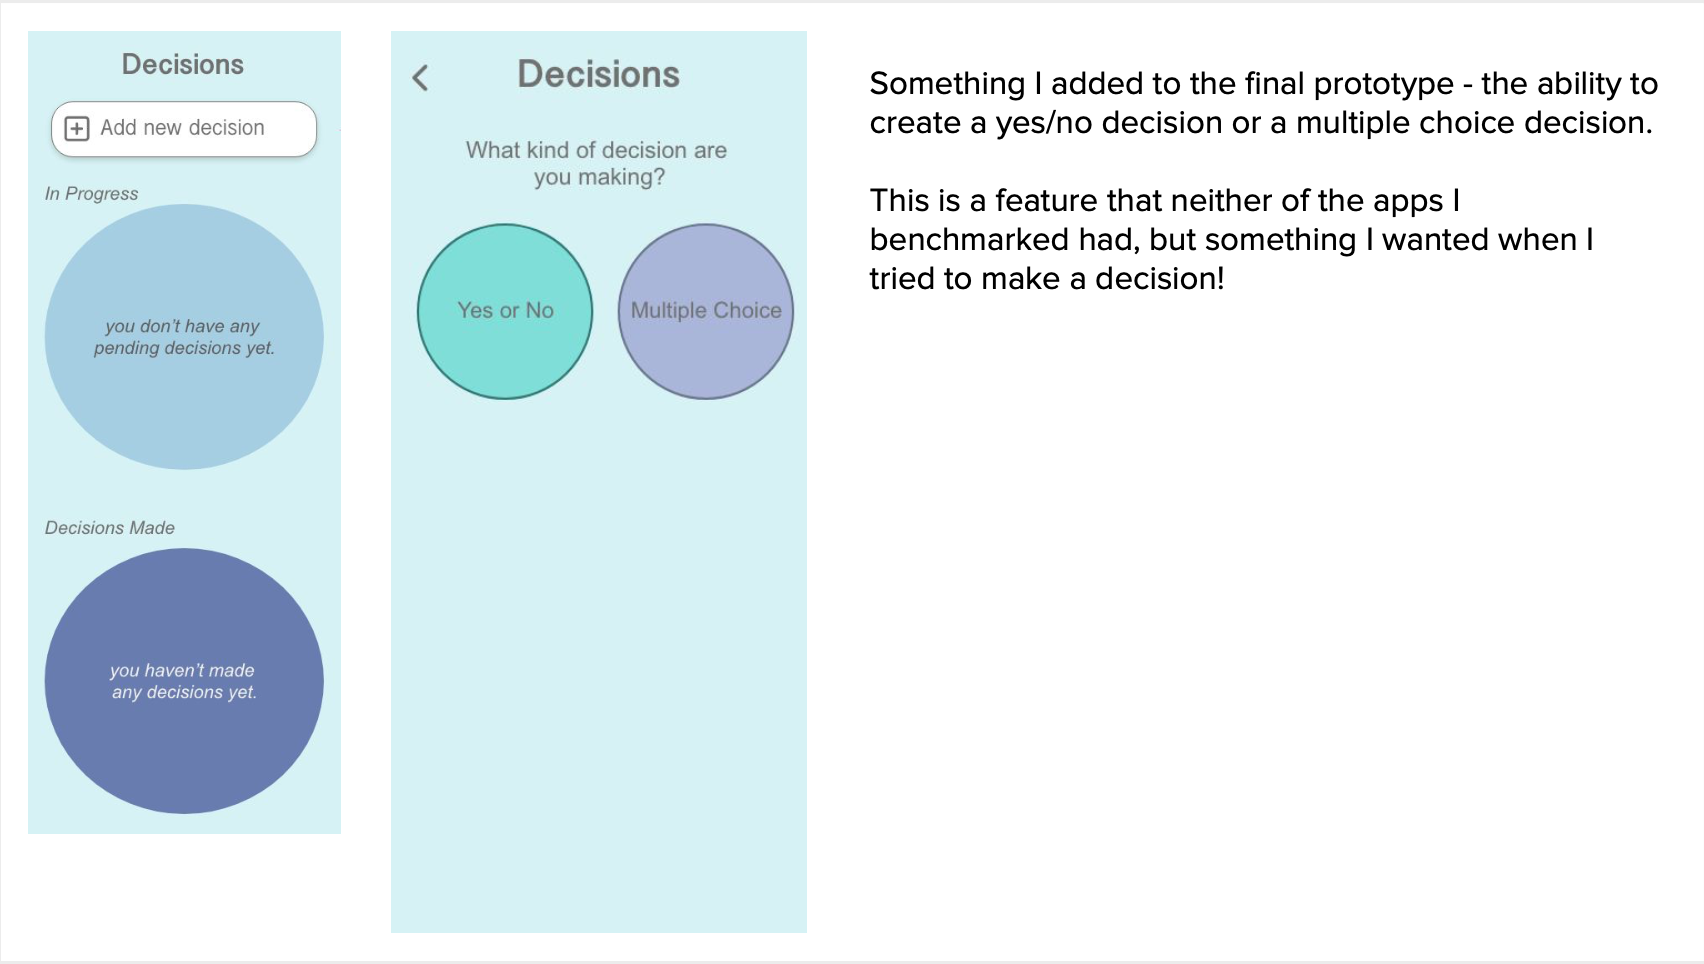 Decisions
Add new decision
In Progress
you don't have any
pending decisions yet.
Decisions Made
you haven't made
any decisions yet.
Decisions
What kind of decision are
you making?
Yes or No
Multiple Choice
Something I added to the final prototype - the ability to
create a yes/no decision or a multiple choice decision.
This is a feature that neither of the apps I
benchmarked had, but something I wanted when I
tried to make a decision!